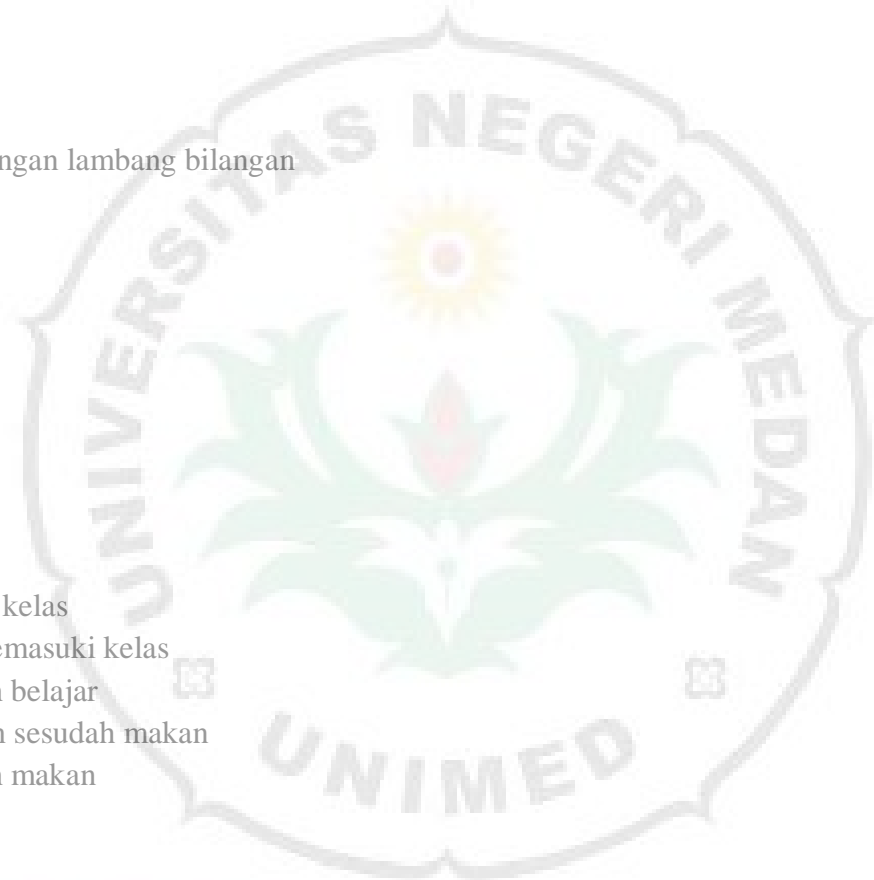 ngan lambang bilangan
UNIVERSITAS NEGERI MEDAN
kelas
emasuki kelas
n belajar
n sesudah makan
n makan
UNIMED